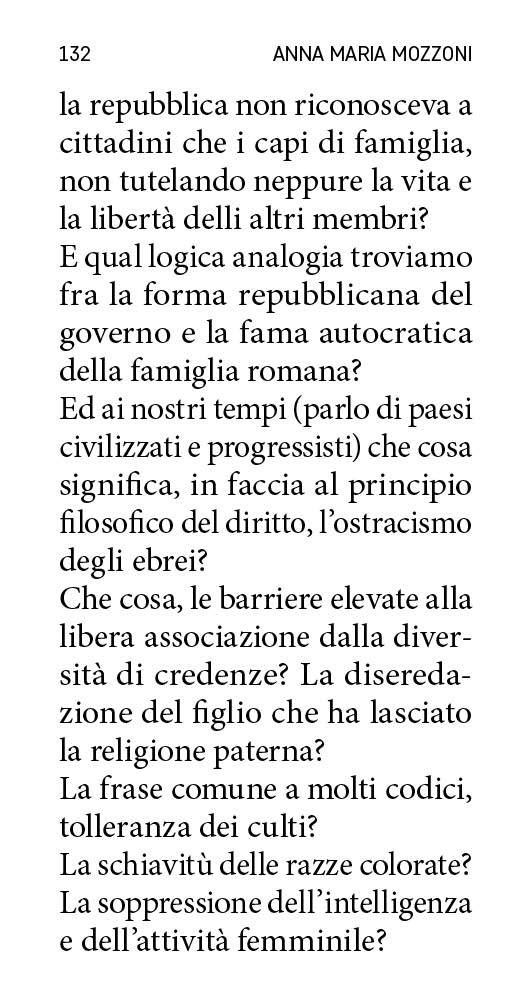 132 ANNA MARIA MOZZONI
la repubblica non riconosceva a
cittadini che i capi di famiglia,
non tutelando neppure la vita e
la libertà delli altri membri?
E qual logica analogia troviamo
fra la forma repubblicana del
governo e la fama autocratica
della famiglia romana?
Ed ai nostri tempi (parlo di paesi
civilizzati e progressisti) che cosa
significa, in faccia al principio
filosofico del diritto, l’ostracismo
degli ebrei?
Che cosa, le barriere elevate alla
libera associazione dalla diver-
sità di credenze? La disereda-
zione del figlio che ha lasciato
la religione paterna?
La frase comune a molti codici,
tolleranza dei culti?
La schiavitù delle razze colorate?
La soppressione dell’intelligenza
e dell’attività femminile?